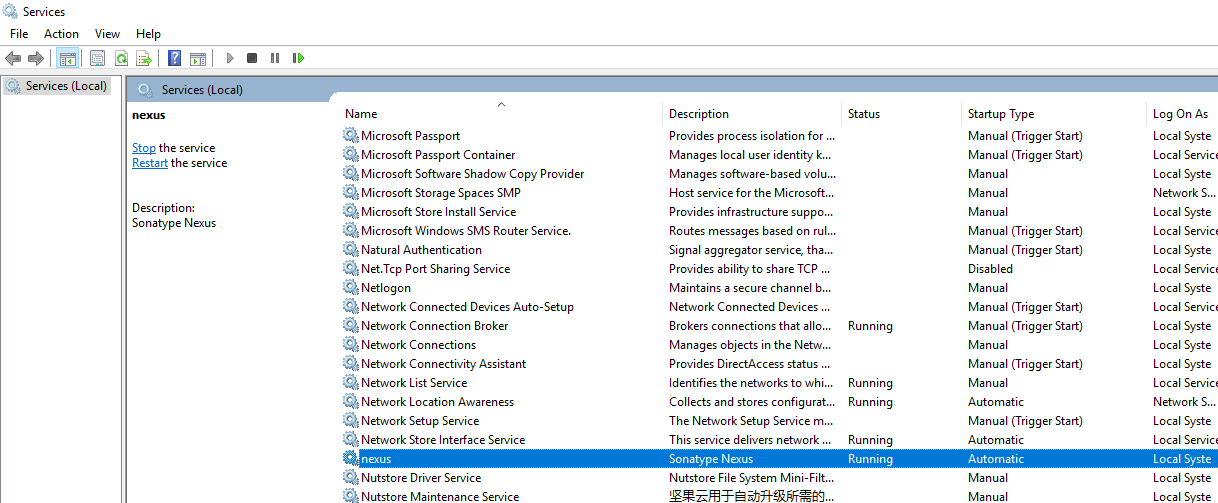 Services
File Action View Help
Services (Local)
Services (Local)
nexus
Stop the service
Restart the service
Description:
Sonatype Nexus
Name Description Status Startup Type Log On As
Microsoft Passport Provides process isolation for ... Manual (Trigger Start) Local Syste
Microsoft Passport Container Manages local user identity k... Manual (Trigger Start) Local Service
Microsoft Software Shadow Copy Provider Manages software-based volu... Manual Local Syste
Microsoft Storage Spaces SMP Host service for the Microsoft... Manual Network S...
Microsoft Store Install Service Provides infrastructure suppo... Manual Local Syste
Microsoft Windows SMS Router Service. Routes messages based on rul... Manual (Trigger Start) Local Syste
Natural Authentication Signal aggregator service, tha... Manual (Trigger Start) Local Syste
Net.Tcp Port Sharing Service Provides ability to share TCP ... Disabled Local Service
Netlogon Maintains a secure channel b... Manual Local Syste
Network Connected Devices Auto-Setup Network Connected Devices ... Manual (Trigger Start) Local Service
Network Connection Broker Brokers connections that allo... Running Manual (Trigger Start) Local Syste
Network Connections Manages objects in the Netw... Manual Local Syste
Network Connectivity Assistant Provides DirectAccess status ... Manual (Trigger Start) Local Syste
Network List Service Identifies the networks to whi... Running Manual Local Service
Network Location Awareness Collects and stores configurat... Running Automatic Network S...
Network Setup Service The Network Setup Service m... Manual (Trigger Start) Local Syste
Network Store Interface Service This service delivers network ... Running Automatic Local Service
nexus Sonatype Nexus Running Automatic Local Syste
Nutstore Driver Service Nutstore File System Mini-Filt... Manual Local Syste
Nutstore Maintenance Service 坚果云用于自动升级所需的... Manual Local Syste